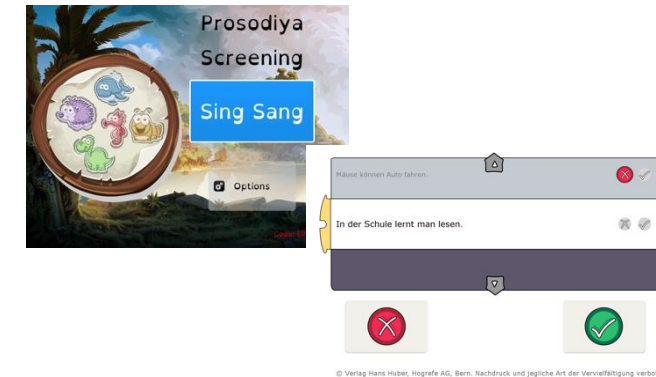 Prosodiya
Screening
Sing Sang
Options
Mäuse können Auto fahren.
In der Schule lernt man lesen.
© Verlag Hans Huber, Hogrefe AG, Bern. Nachdruck und jegliche Art der Vervielfältigung